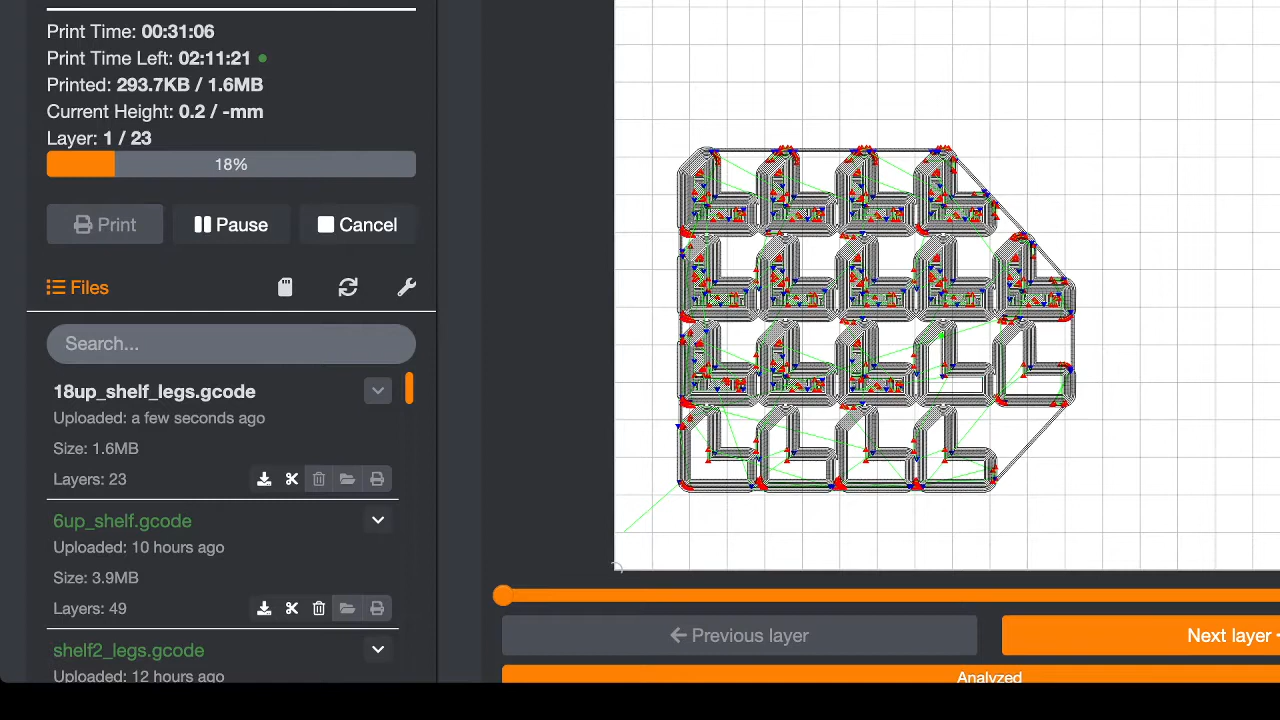 Print Time: 00:31:06
Print Time Left: 02:11:21
Printed: 293.7KB / 1.6MB
Current Height: 0.2 / -mm
Layer: 1 / 23
18%
Print
Pause
Cancel
Files
Search...
18up_shelf_legs.gcode
Uploaded: a few seconds ago
Size: 1.6MB
Layers: 23
6up_shelf.gcode
Uploaded: 10 hours ago
Size: 3.9MB
Layers: 49
shelf2_legs.gcode
Uploaded: 12 hours ago
Previous layer
Next layer
Analyzed